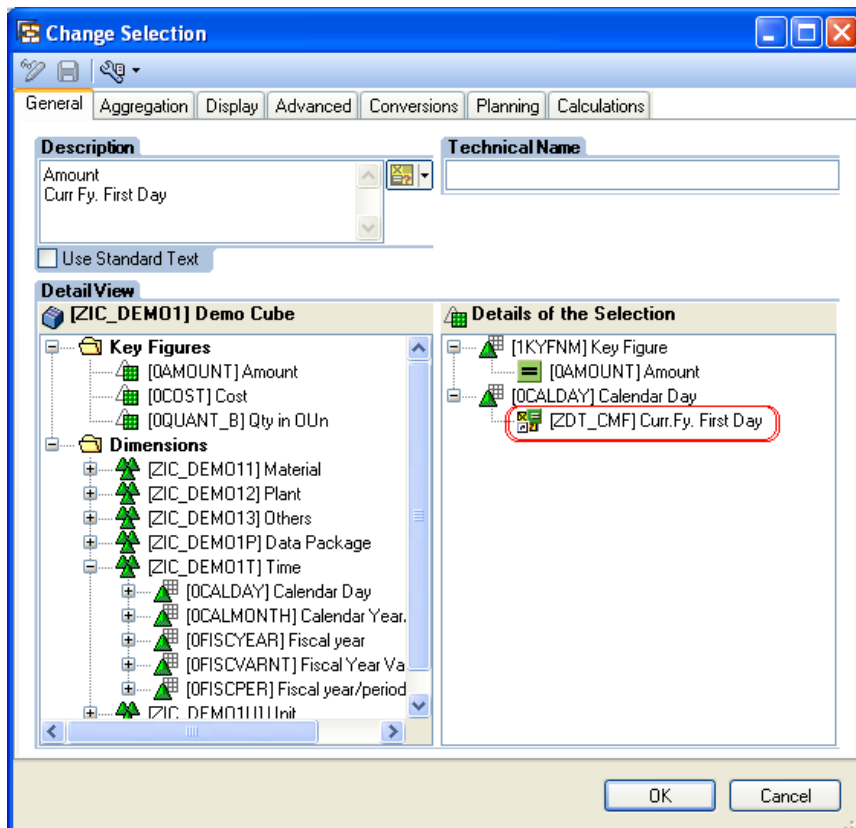 Change Selection
General Aggregation Display Advanced Conversions Planning Calculations
Description
Technical Name
Amount
Curr Fy. First Day
Use Standard Text
Detail View
[ZIC_DEMO1] Demo Cube
Key Figures
[0AMOUNT] Amount
[0COST] Cost
[0QUANT_B] Qty in OUn
Dimensions
[ZIC_DEMO11] Material
[ZIC_DEMO12] Plant
[ZIC_DEMO13] Others
[ZIC_DEMO1P] Data Package
[ZIC_DEMO1T] Time
[0CALDAY] Calendar Day
[0CALMONTH] Calendar Year.
[0FISCYEAR] Fiscal year
[0FISCVARNT] Fiscal Year Va
[0FISCPER] Fiscal year/period
[ZIC_DEMO1U] Unit
Details of the Selection
[1KYFNM] Key Figure
[0AMOUNT] Amount
[0CALDAY] Calendar Day
[ZDT_CMF] Curr.Fy. First Day
OK Cancel